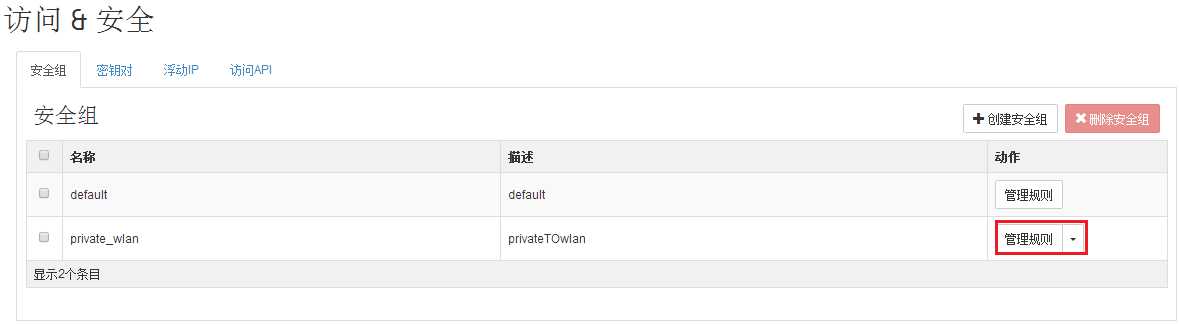 访问 & 安全
安全组 密钥对 浮动IP 访问API
安全组
创建安全组 删除安全组
名称 描述 动作
default default 管理规则
private_wlan privateTOwlan 管理规则
显示2个条目